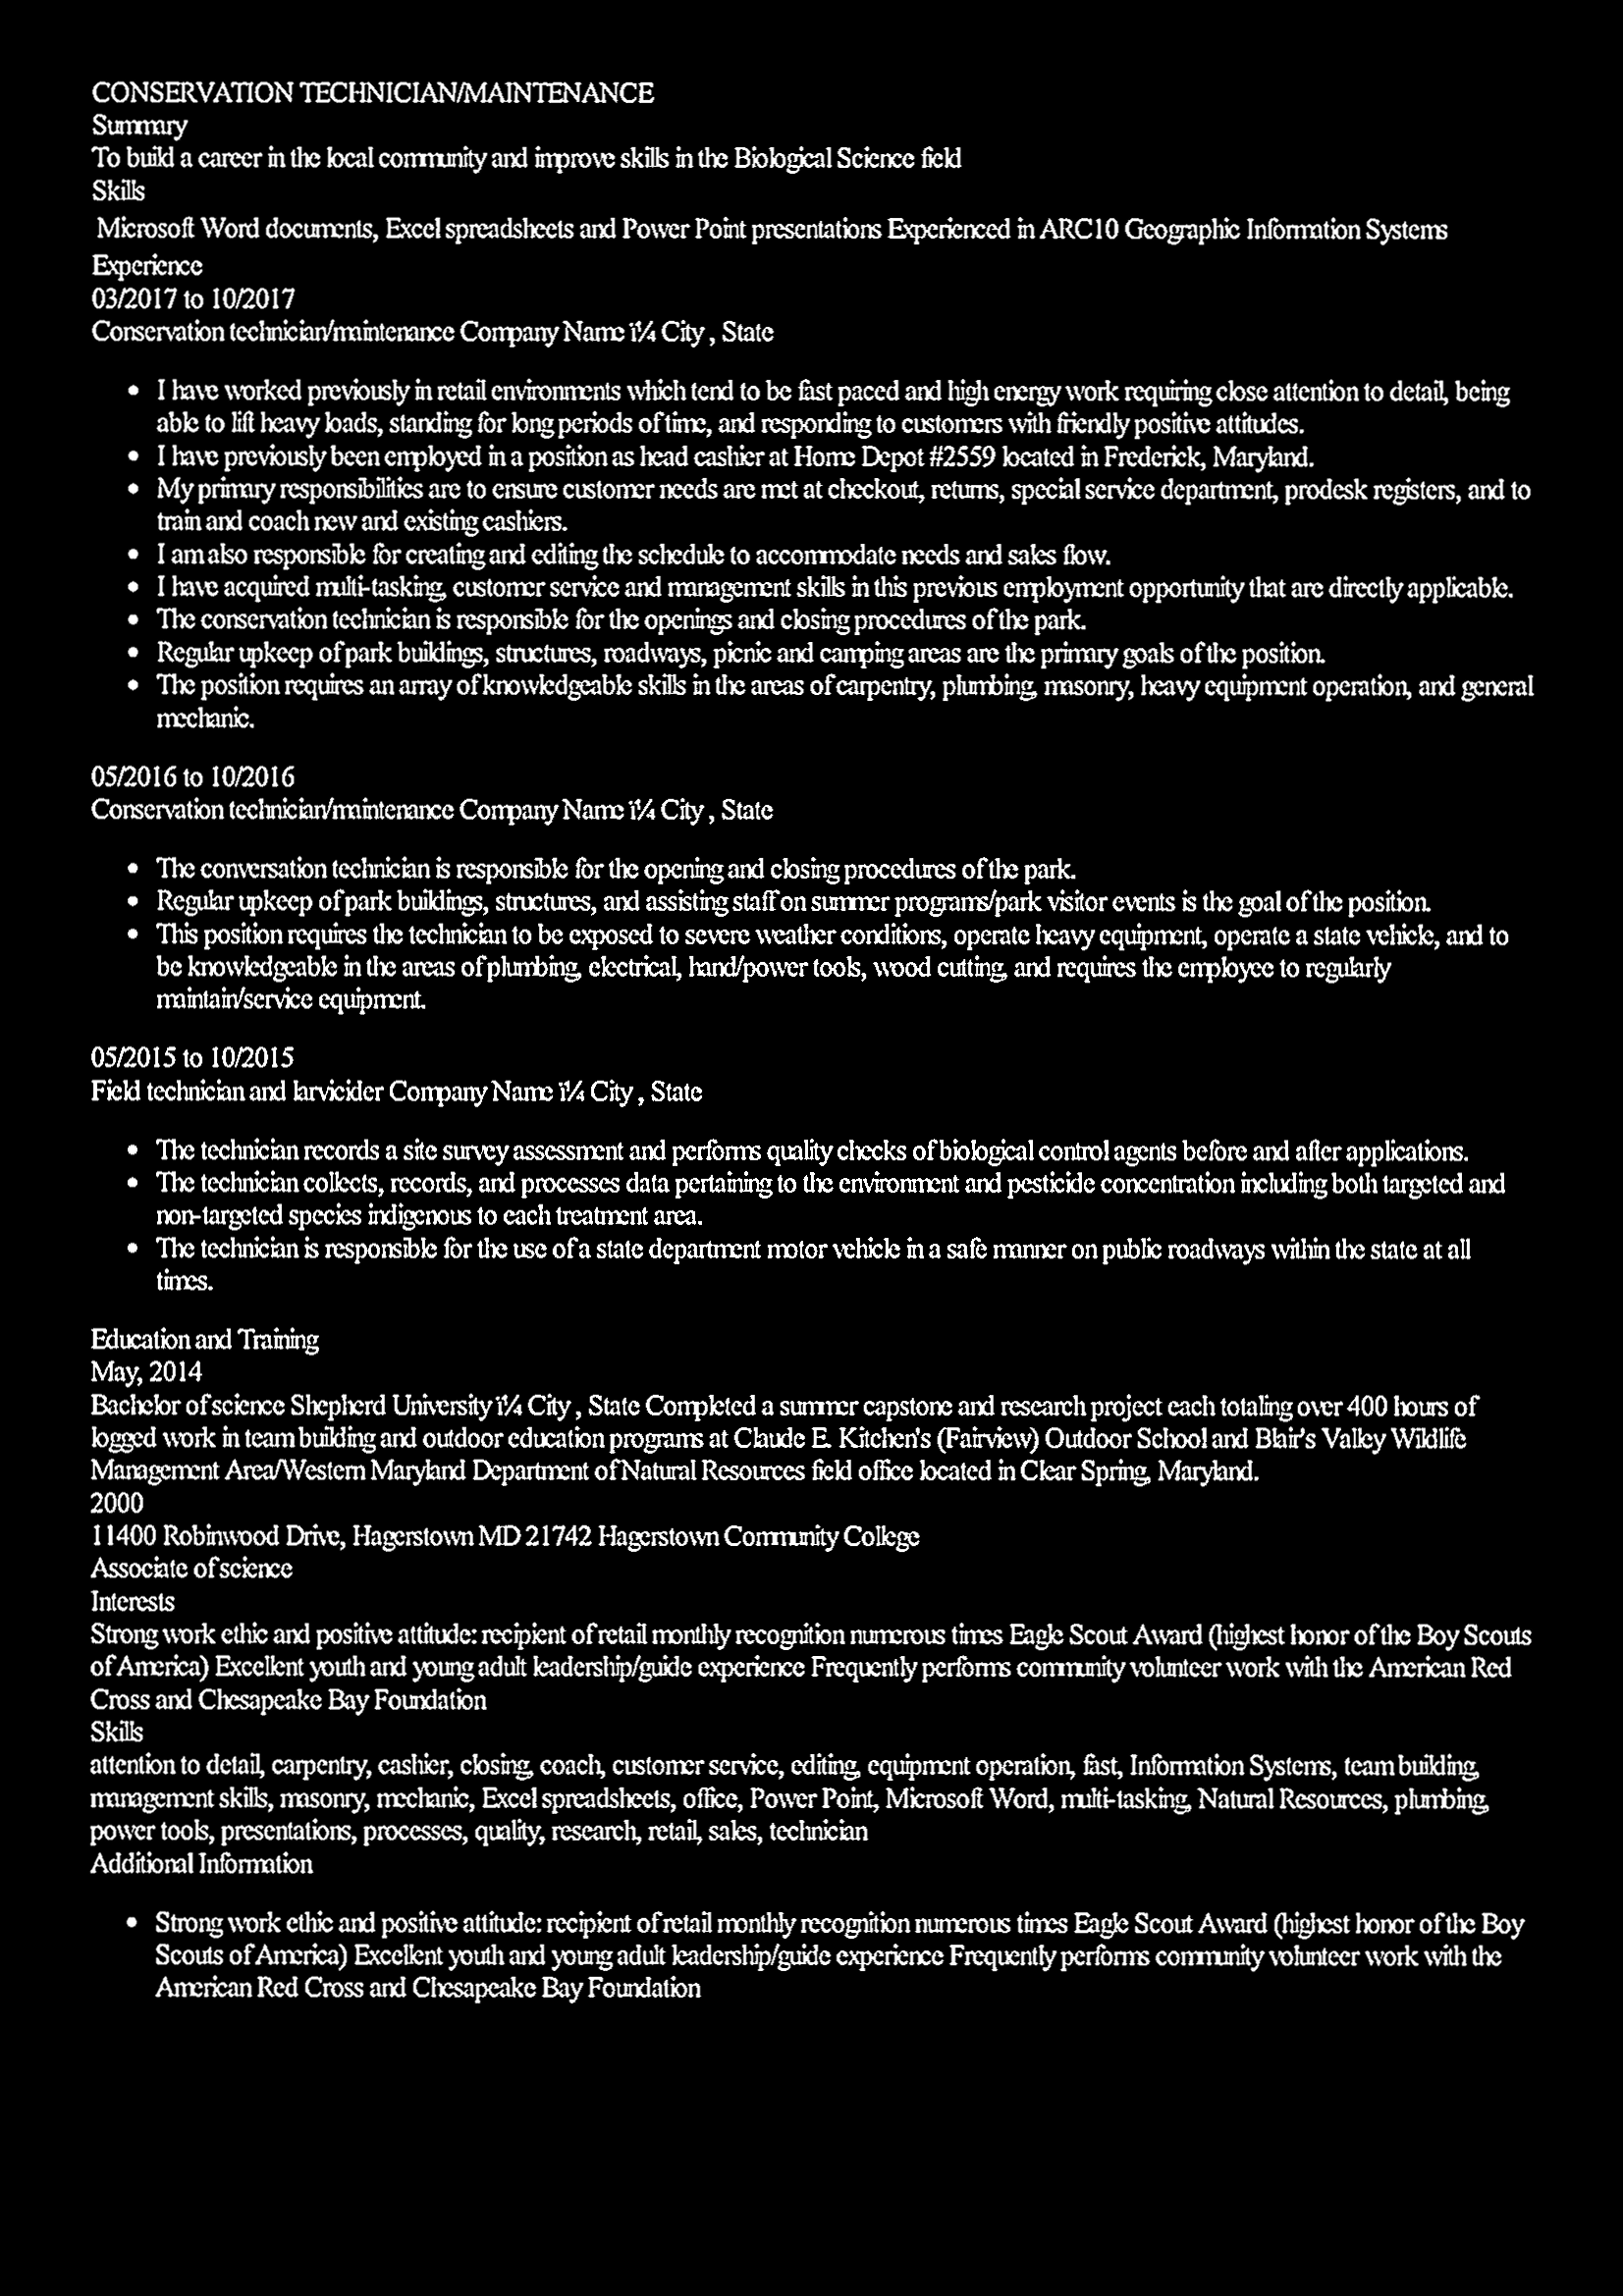 CONSERVATION TECHNICIAN/MAINTENANCE
Summary
To build a career in the local community and improve skills in the Biological Science field
Skills
Microsoft Word documents, Excel spreadsheets and Power Point presentations Experienced in ARC10 Geographic Information Systems
Experience
03/2017 to 10/2017
Conservation technician/maintenance Company Name ï¼ City , State
• I have worked previously in retail environments which tend to be fast paced and high energy work requiring close attention to detail, being
able to lift heavy loads, standing for long periods of time, and responding to customers with friendly positive attitudes.
• I have previously been employed in a position as head cashier at Home Depot #2559 located in Frederick, Maryland.
• My primary responsibilities are to ensure customer needs are met at checkout, returns, special service department, prodesk registers, and to
train and coach new and existing cashiers.
• I am also responsible for creating and editing the schedule to accommodate needs and sales flow.
• I have acquired multi-tasking, customer service and management skills in this previous employment opportunity that are directly applicable.
• The conservation technician is responsible for the openings and closing procedures of the park.
• Regular upkeep of park buildings, structures, roadways, picnic and camping areas are the primary goals of the position.
• The position requires an array of knowledgeable skills in the areas of carpentry, plumbing, masonry, heavy equipment operation, and general
mechanic.
05/2016 to 10/2016
Conservation technician/maintenance Company Name ï¼ City , State
• The conversation technician is responsible for the opening and closing procedures of the park.
• Regular upkeep of park buildings, structures, and assisting staff on summer programs/park visitor events is the goal of the position.
• This position requires the technician to be exposed to severe weather conditions, operate heavy equipment, operate a state vehicle, and to
be knowledgeable in the areas of plumbing, electrical, hand/power tools, wood cutting, and requires the employee to regularly
maintain/service equipment.
05/2015 to 10/2015
Field technician and larvicider Company Name ï¼ City , State
• The technician records a site survey assessment and performs quality checks of biological control agents before and after applications.
• The technician collects, records, and processes data pertaining to the environment and pesticide concentration including both targeted and
non-targeted species indigenous to each treatment area.
• The technician is responsible for the use of a state department motor vehicle in a safe manner on public roadways within the state at all
times.
Education and Training
May, 2014
Bachelor of science Shepherd University ï¼ City , State Completed a summer capstone and research project each totaling over 400 hours of
logged work in team building and outdoor education programs at Claude E. Kitchen's (Fairview) Outdoor School and Blair's Valley Wildlife
Management Area/Western Maryland Department of Natural Resources field office located in Clear Spring, Maryland.
2000
11400 Robinwood Drive, Hagerstown MD 21742 Hagerstown Community College
Associate of science
Interests
Strong work ethic and positive attitude: recipient of retail monthly recognition numerous times Eagle Scout Award (highest honor of the Boy Scouts
of America) Excellent youth and young adult leadership/guide experience Frequently performs community volunteer work with the American Red
Cross and Chesapeake Bay Foundation
Skills
attention to detail, carpentry, cashier, closing, coach, customer service, editing, equipment operation, fast, Information Systems, team building,
management skills, masonry, mechanic, Excel spreadsheets, office, Power Point, Microsoft Word, multi-tasking, Natural Resources, plumbing,
power tools, presentations, processes, quality, research, retail, sales, technician
Additional Information
• Strong work ethic and positive attitude: recipient of retail monthly recognition numerous times Eagle Scout Award (highest honor of the Boy
Scouts of America) Excellent youth and young adult leadership/guide experience Frequently performs community volunteer work with the
American Red Cross and Chesapeake Bay Foundation